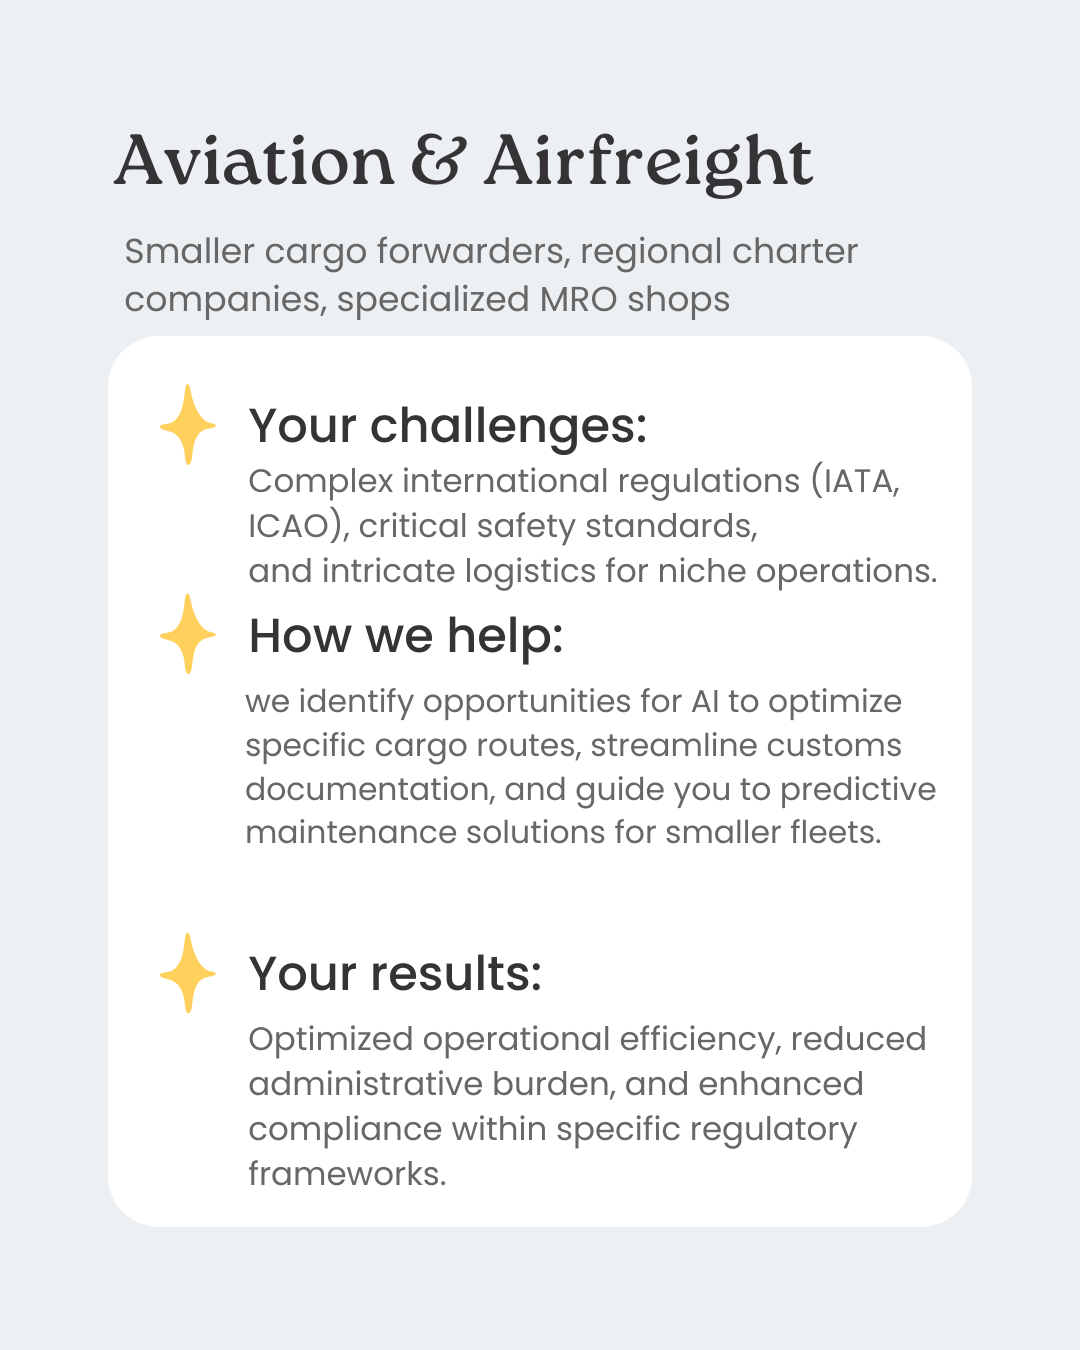 Aviation & Airfreight
Smaller cargo forwarders, regional charter
companies, specialized MRO shops
Your challenges:
Complex international regulations (IATA,
ICAO), critical safety standards,
and intricate logistics for niche operations.
How we help:
we identify opportunities for AI to optimize
specific cargo routes, streamline customs
documentation, and guide you to predictive
maintenance solutions for smaller fleets.
Your results:
Optimized operational efficiency, reduced
administrative burden, and enhanced
compliance within specific regulatory
frameworks.